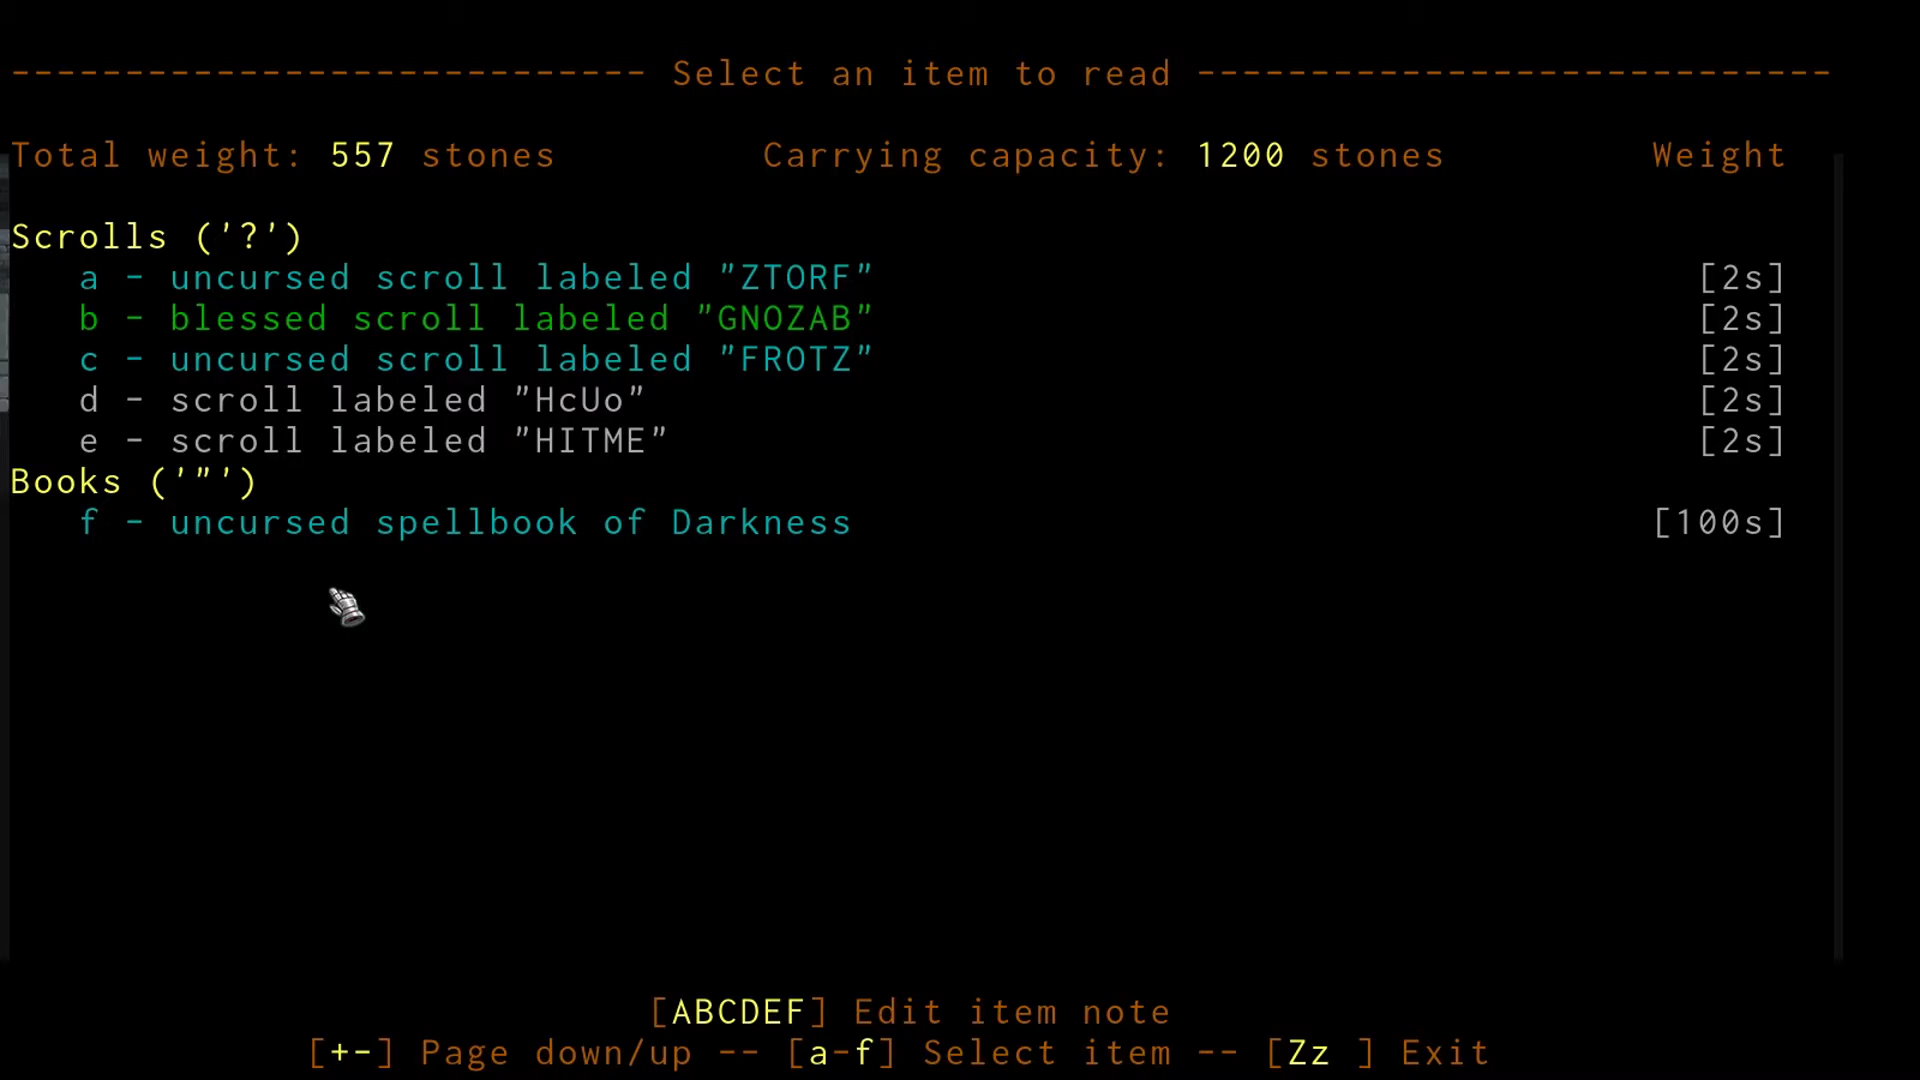 ---------------------------- Select an item to read ----------------------------
Total weight: 557 stones Carrying capacity: 1200 stones Weight
Scrolls ('?')
a - uncursed scroll labeled "ZTORF" [2s]
b - blessed scroll labeled "GNOZAB" [2s]
c - uncursed scroll labeled "FROTZ" [2s]
d - scroll labeled "HcUo" [2s]
e - scroll labeled "HITME" [2s]
Books ('"')
f - uncursed spellbook of Darkness [100s]
[ABCDEF] Edit item note
[+-] Page down/up -- [a-f] Select item -- [Zz ] Exit